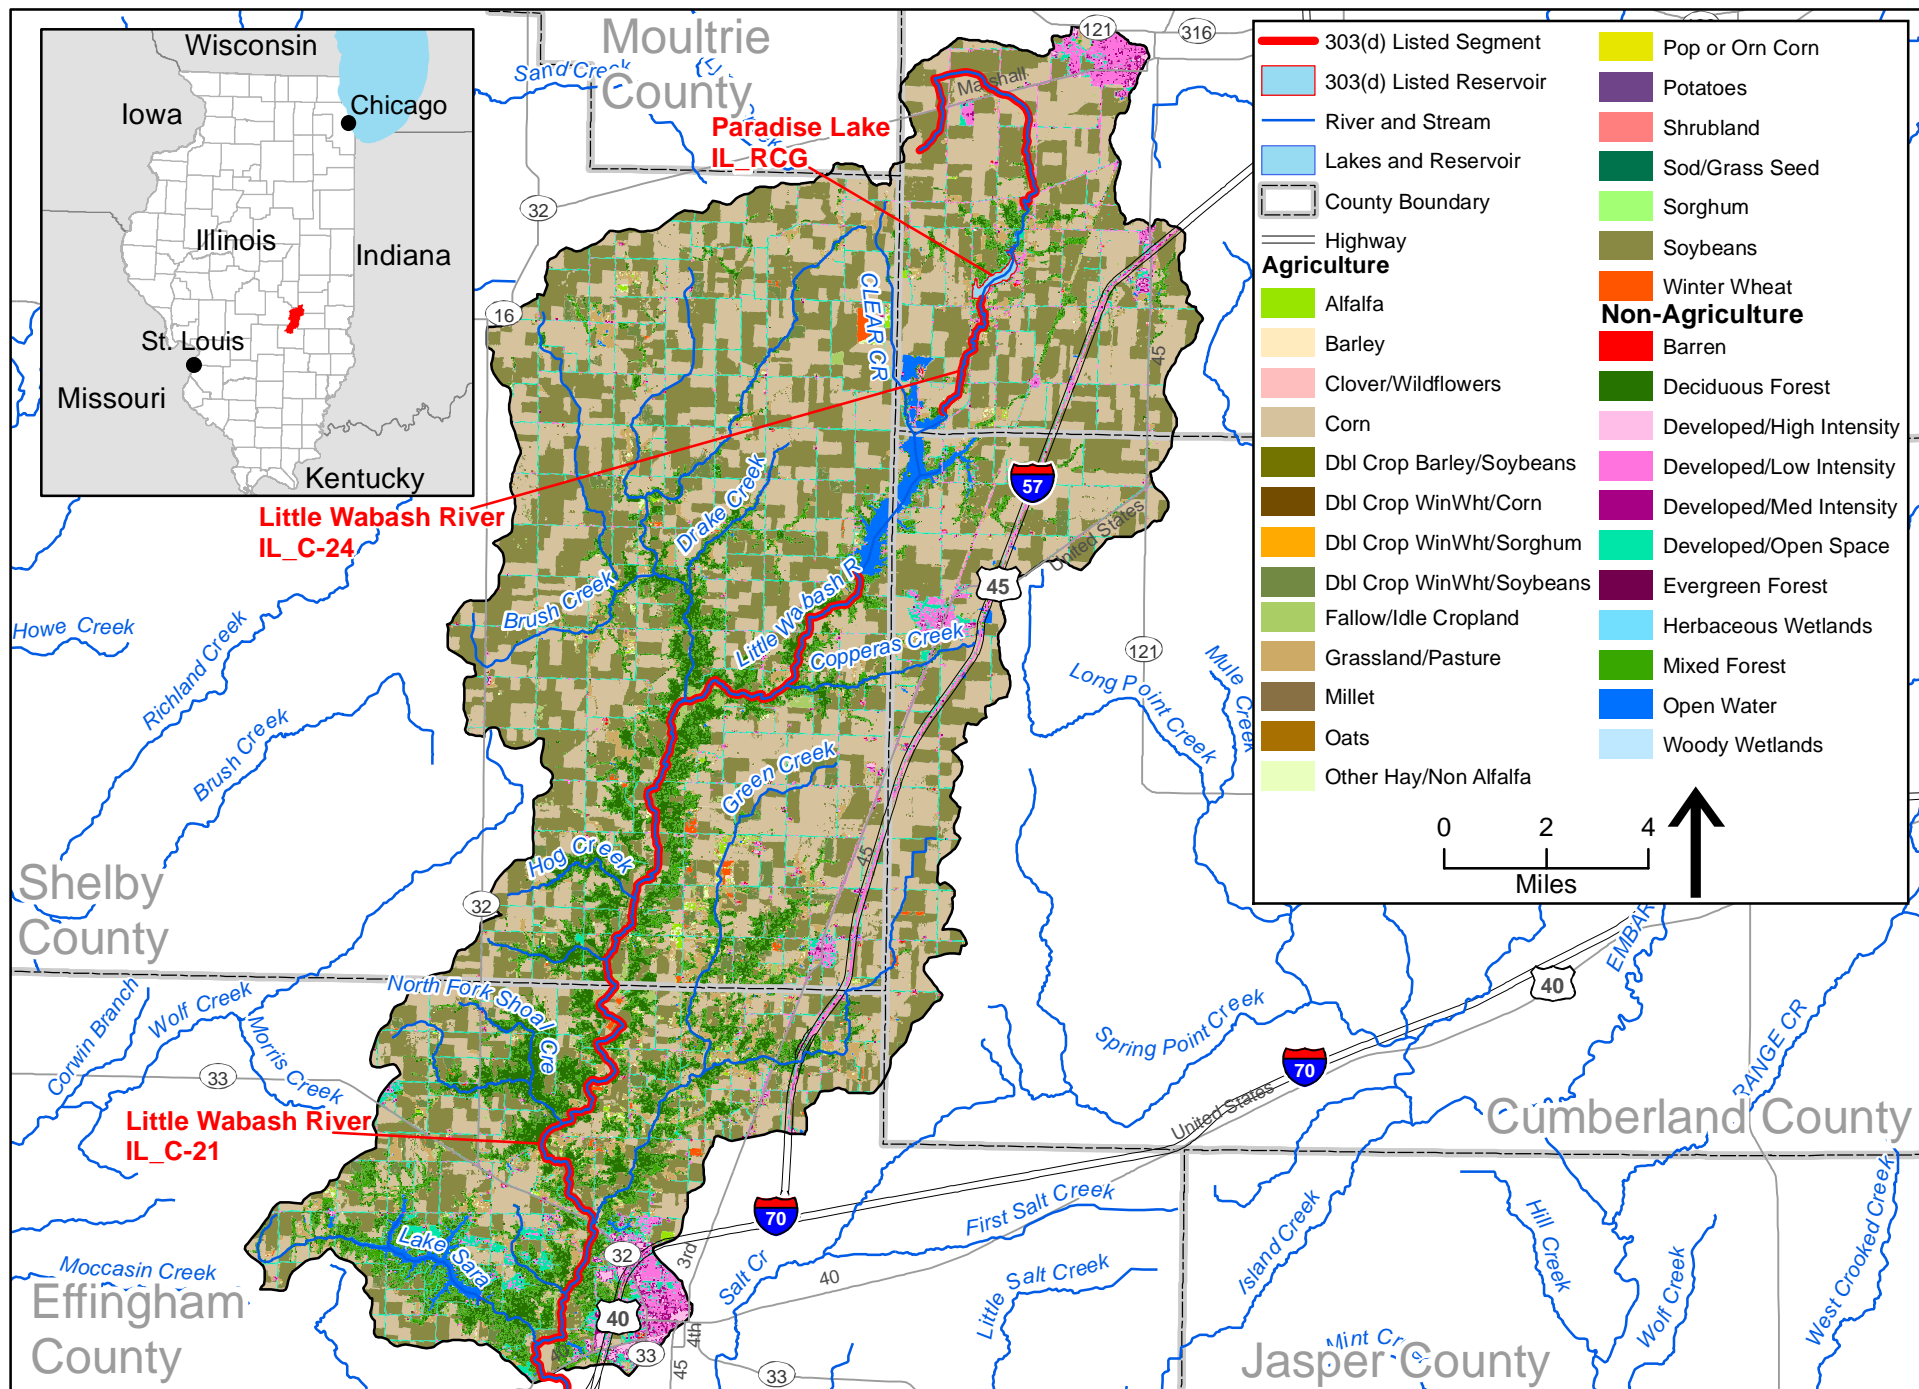 Wisconsin
Iowa
Chicago
Illinois
Indiana
St. Louis
Missouri
Kentucky
Moultrie
County
Sand Creek
121
316
Marshall
Paradise Lake
IL_RCG
32
16
CLEAR CR
45
57
Little Wabash River
IL_C-24
Drake Creek
United States
45
Brush Creek
Little Wabash R
Copperas Creek
Howe Creek
Richland Creek
Brush Creek
121
Long Point Creek
Mule Creek
Green Creek
45
Hog Creek
Shelby
County
32
North Fork Shoal Cre
Corwin Branch
Wolf Creek
Morris Creek
33
Little Wabash River
IL_C-21
Spring Point Creek
EMBAR
40
70
United States
RANGE CR
Cumberland County
70
First Salt Creek
Salt Cr
Island Creek
Hill Creek
Wolf Creek
West Crooked Creek
Little Salt Creek
Mint Cr
Lake Sara
Moccasin Creek
Effingham
County
32
3rd
40
40
40
4th
45
33
33
Jasper County
303(d) Listed Segment
303(d) Listed Reservoir
River and Stream
Lakes and Reservoir
County Boundary
Highway
Agriculture
Alfalfa
Barley
Clover/Wildflowers
Corn
Dbl Crop Barley/Soybeans
Dbl Crop WinWht/Corn
Dbl Crop WinWht/Sorghum
Dbl Crop WinWht/Soybeans
Fallow/Idle Cropland
Grassland/Pasture
Millet
Oats
Other Hay/Non Alfalfa
Pop or Orn Corn
Potatoes
Shrubland
Sod/Grass Seed
Sorghum
Soybeans
Winter Wheat
Non-Agriculture
Barren
Deciduous Forest
Developed/High Intensity
Developed/Low Intensity
Developed/Med Intensity
Developed/Open Space
Evergreen Forest
Herbaceous Wetlands
Mixed Forest
Open Water
Woody Wetlands
0 2 4
Miles